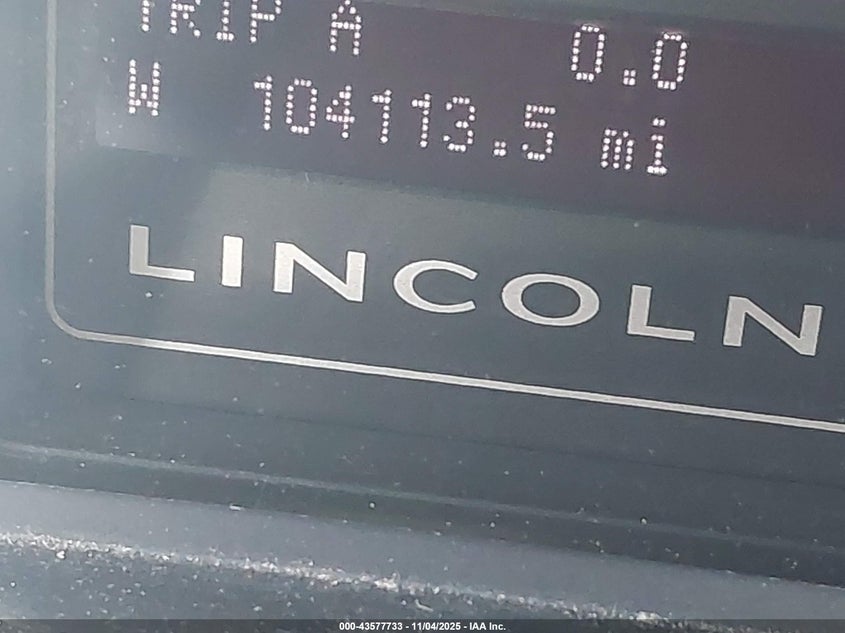 TRIP A 0.0
W 104113.5 mi
LINCOLN
000-43577733 - 11/04/2025 - IAA Inc.